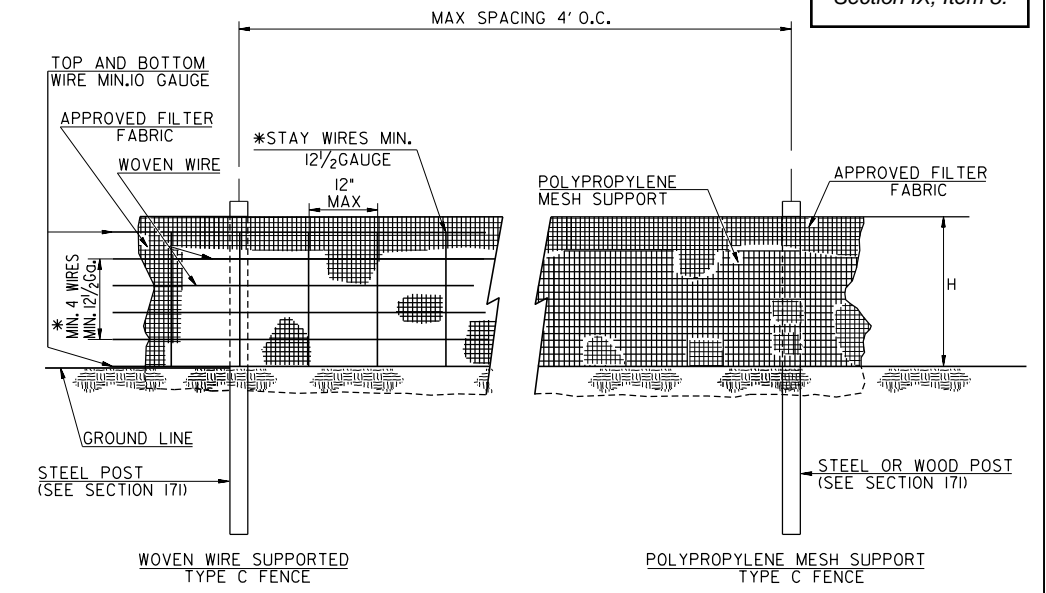 Section IX, Item 3.
MAX SPACING 4' O.C.
TOP AND BOTTOM
WIRE MIN.10 GAUGE
APPROVED FILTER
FABRIC
WOVEN WIRE
*STAY WIRES MIN.
12 1/2 GAUGE
12"
MAX
POLYPROPYLENE
MESH SUPPORT
APPROVED FILTER
FABRIC
*
MIN. 4 WIRES
MIN. 12 1/2 Ga.
H
GROUND LINE
STEEL POST
(SEE SECTION 171)
STEEL OR WOOD POST
(SEE SECTION 171)
WOVEN WIRE SUPPORTED
TYPE C FENCE
POLYPROPYLENE MESH SUPPORT
TYPE C FENCE